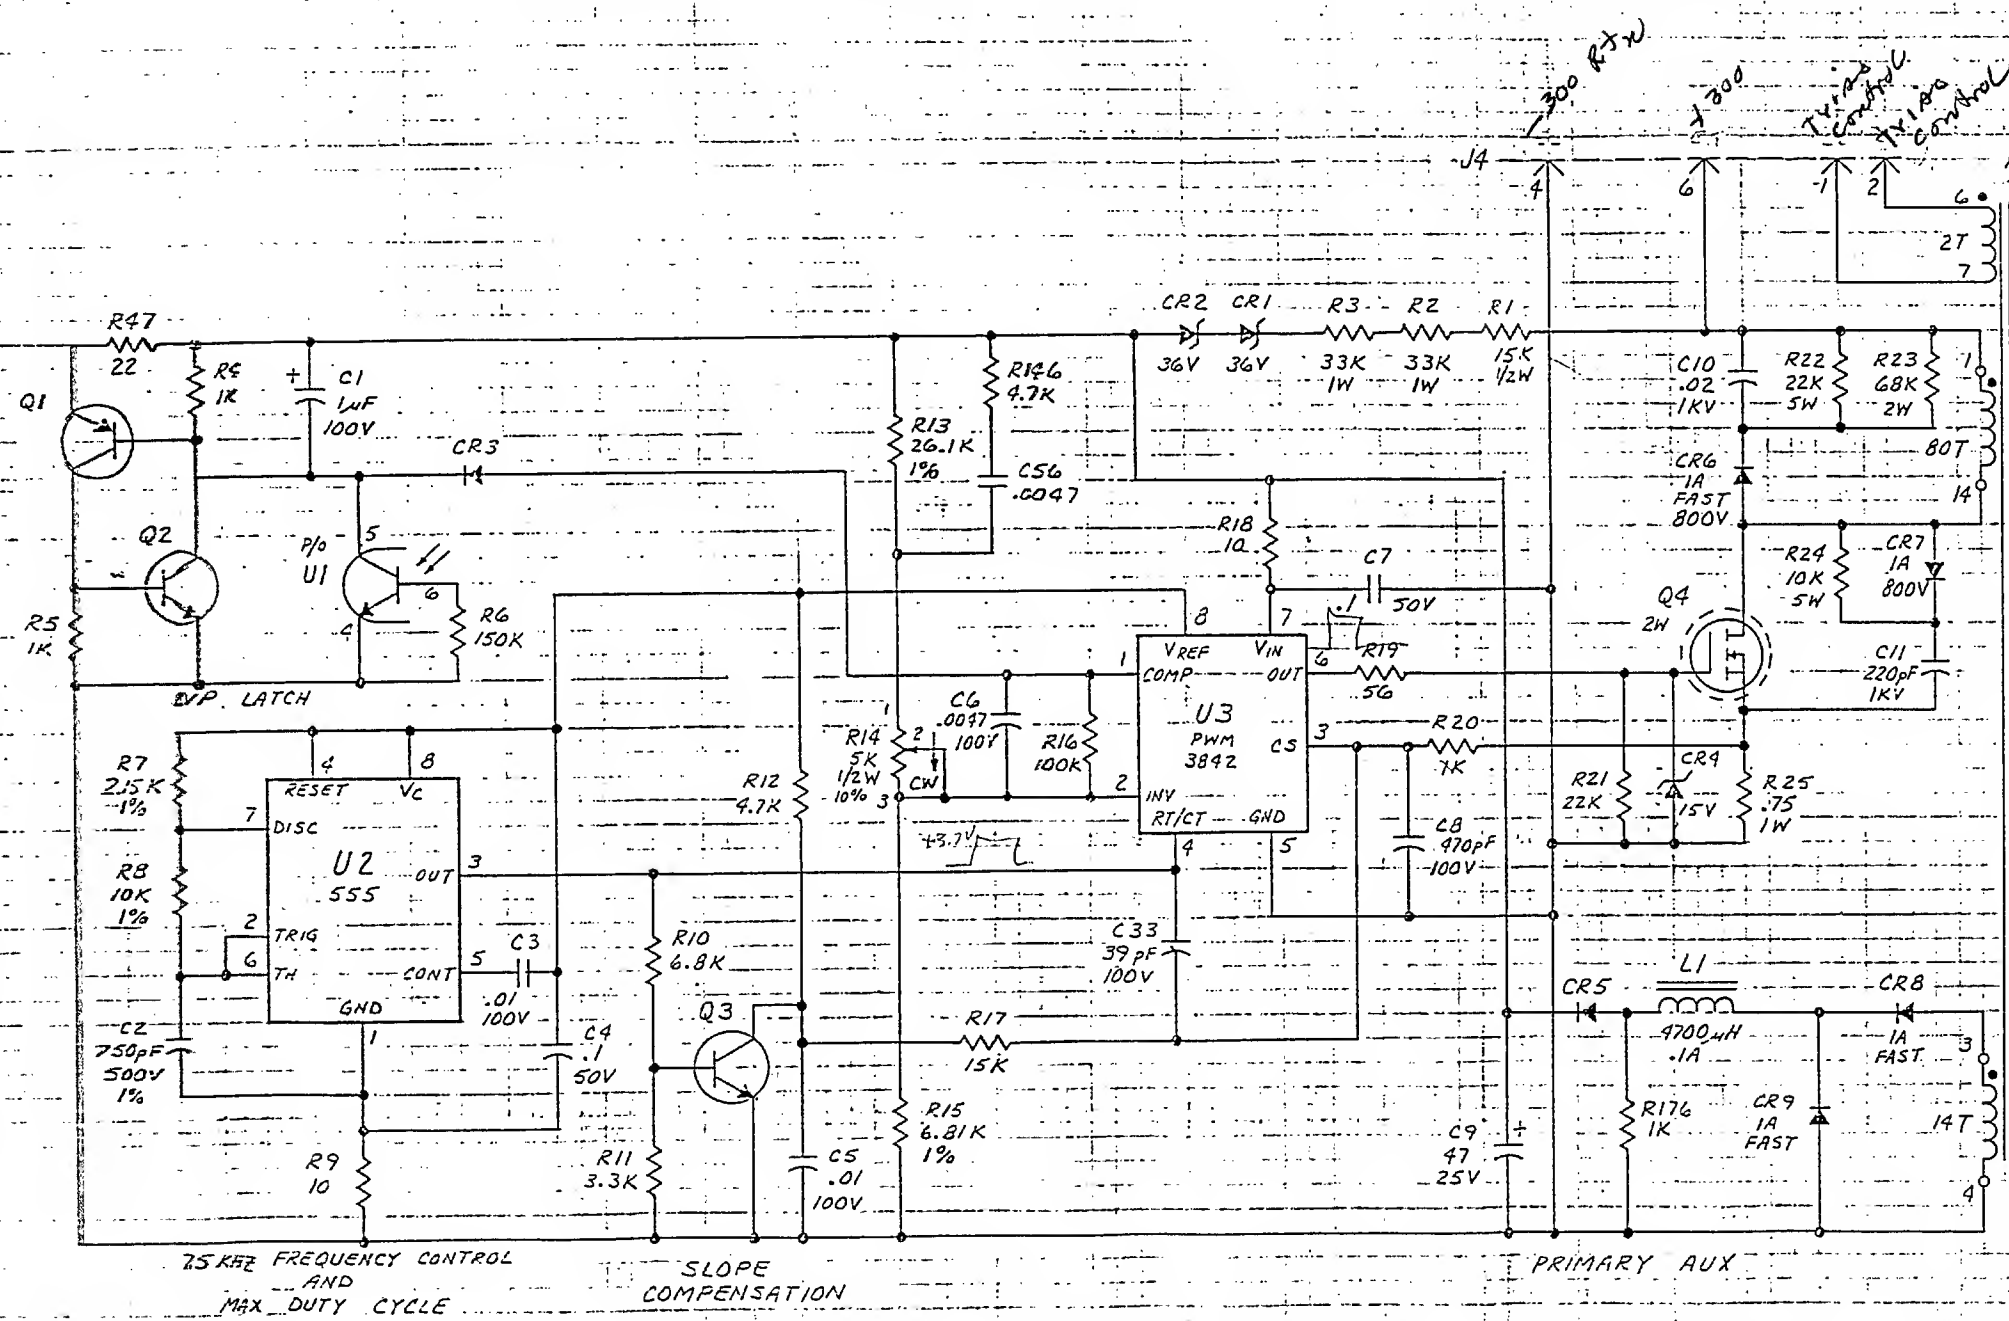 -300 RTN
+300
TRIAD CONTROL
TRIAD CONTROL
J4
4
6
1
2
6
2T
7
R47
22
R4
1K
C1
1µF
100V
+
Q1
CR3
Q2
P/O
U1
5
6
4
R6
150K
R5
1K
OVP LATCH
CR2
36V
CR1
36V
R3
33K
1W
R2
33K
1W
R1
15K
1/2W
R146
4.7K
R13
26.1K
1%
C56
.0047
R18
10
C7
.1
50V
C10
.02
1KV
R22
22K
5W
R23
68K
2W
1
80T
14
CR6
1A
FAST
800V
R24
10K
5W
CR7
1A
800V
C11
220pF
1KV
Q4
2W
8
7
VREF
VIN
1
COMP
OUT
6
R19
56
U3
PWM
3842
CS
3
R20
1K
2
INV
RT/CT
GND
4
5
C6
.0047
100V
R16
100K
1
R14
5K
1/2W
10%
2
CW
3
+3.7V
R21
22K
CR4
15V
R25
.75
1W
C8
470pF
100V
R7
2.15K
1%
R8
10K
1%
4
8
RESET
VC
7
DISC
U2
555
OUT
3
2
TRIG
6
TH
CONT
5
GND
1
C3
.01
100V
C2
750pF
500V
1%
C4
.1
50V
R9
10
R12
4.7K
R10
6.8K
Q3
R11
3.3K
C5
.01
100V
R17
15K
C33
39pF
100V
R15
6.81K
1%
CR5
L1
4700µH
.1A
CR8
1A
FAST
3
14T
4
R176
1K
CR9
1A
FAST
C9
47
25V
+
75 KHZ FREQUENCY CONTROL
AND
MAX DUTY CYCLE
SLOPE
COMPENSATION
PRIMARY AUX